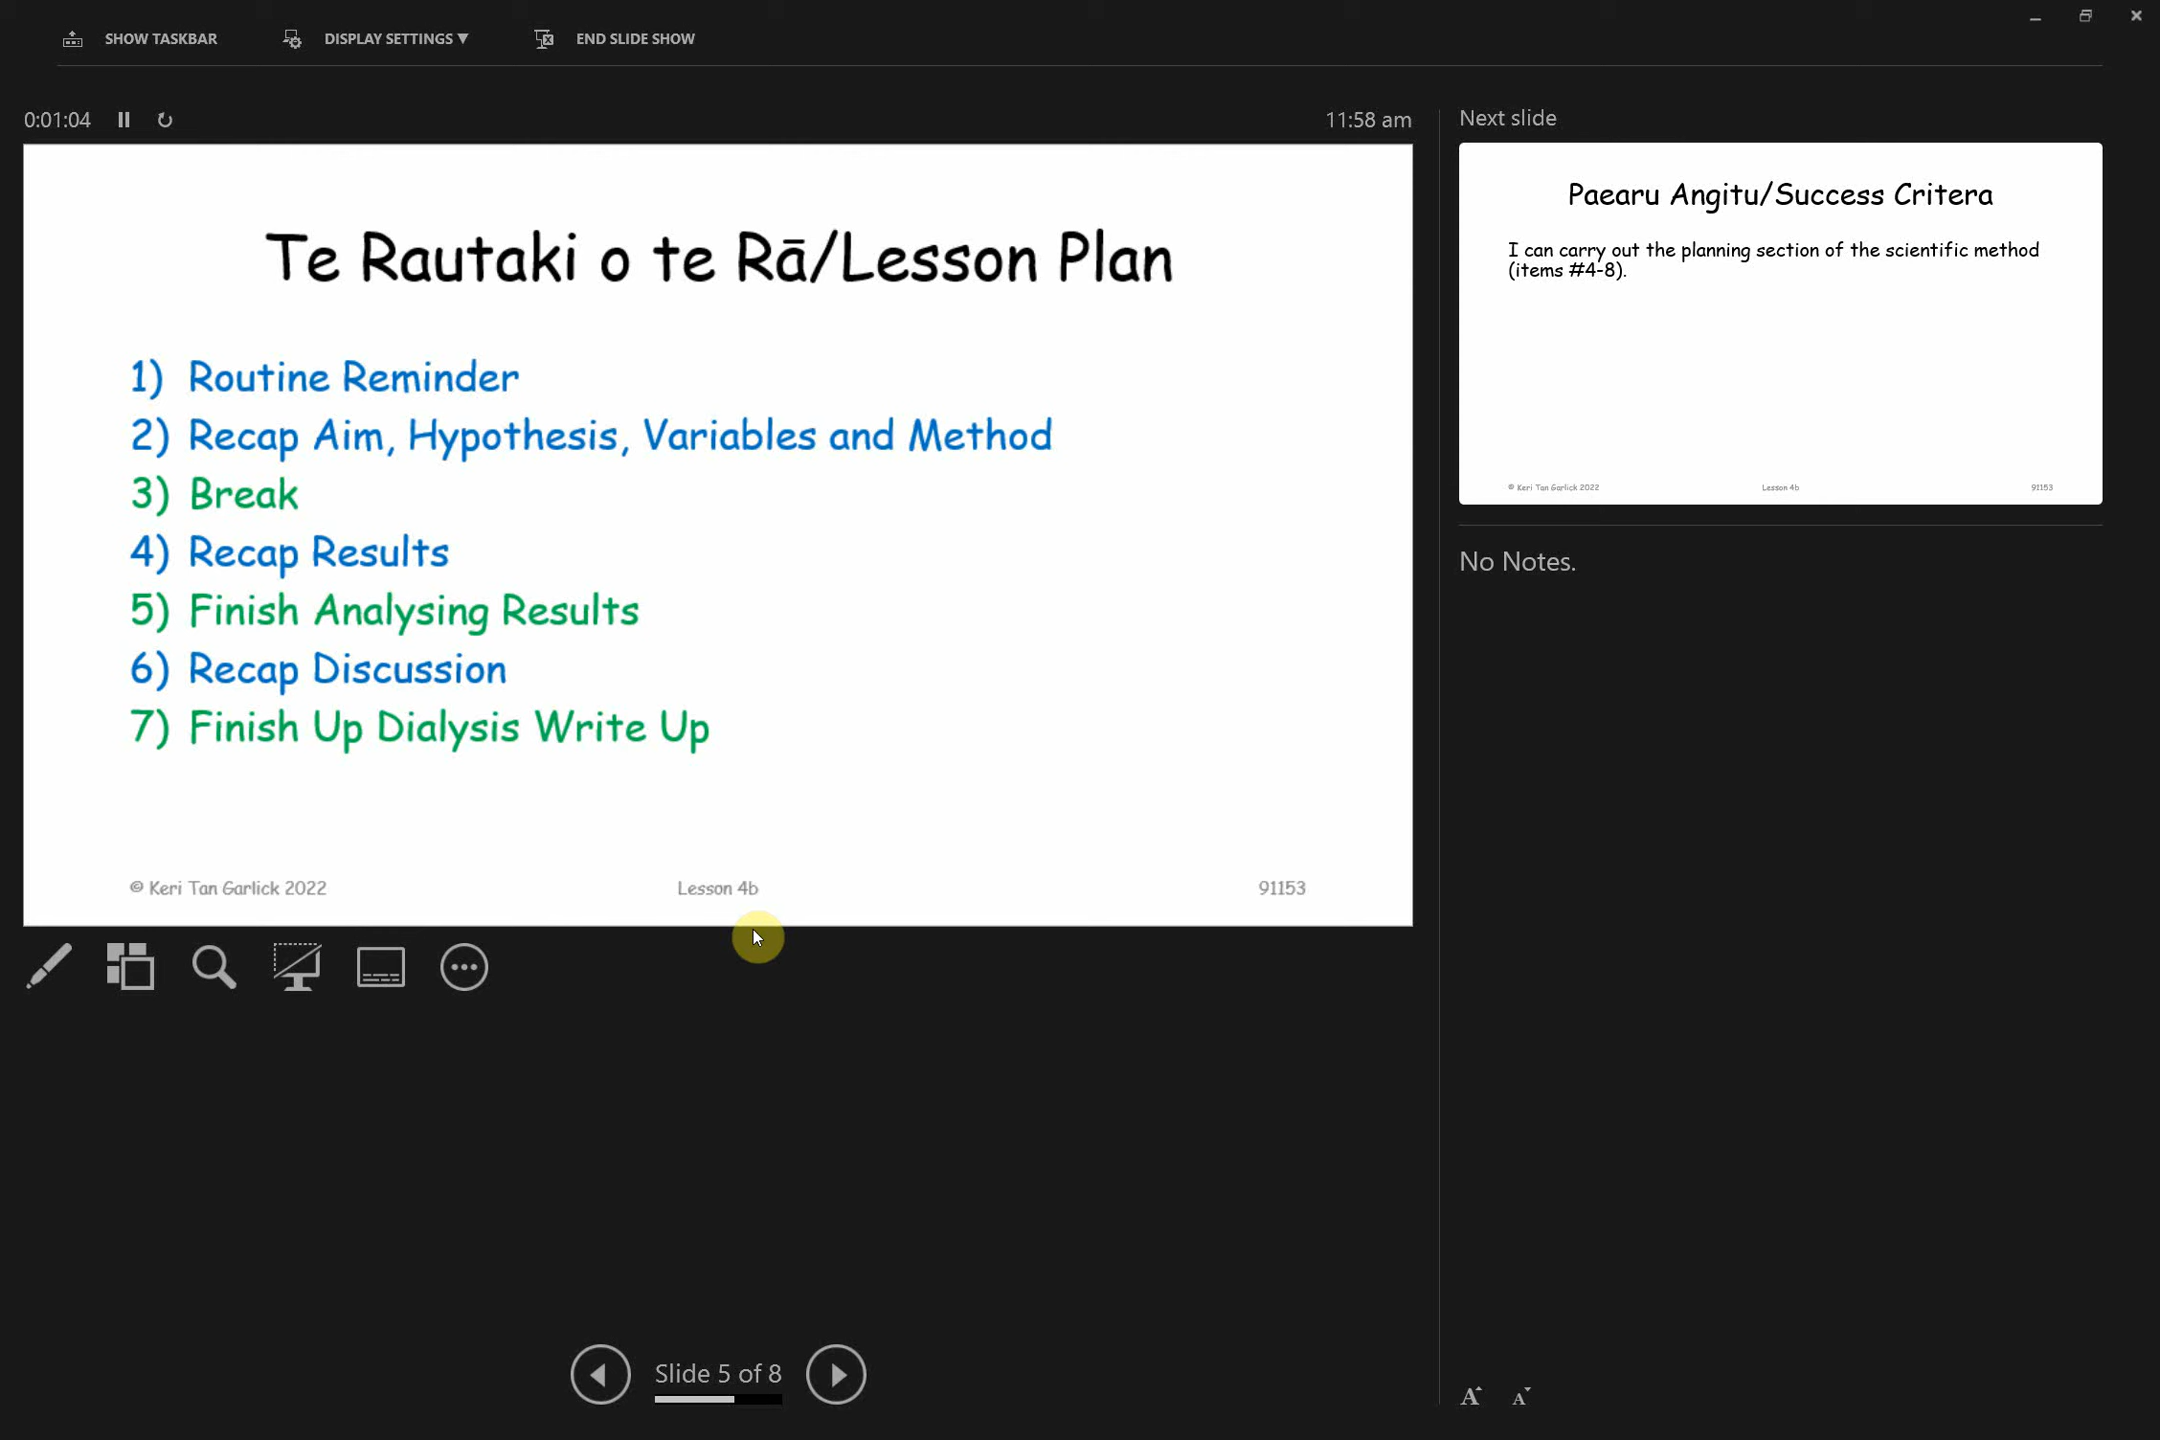 SHOW TASKBAR
DISPLAY SETTINGS ▼
END SLIDE SHOW
0:01:04
11:58 am
Te Rautaki o te Rā/Lesson Plan
1) Routine Reminder
2) Recap Aim, Hypothesis, Variables and Method
3) Break
4) Recap Results
5) Finish Analysing Results
6) Recap Discussion
7) Finish Up Dialysis Write Up
© Keri Tan Garlick 2022
Lesson 4b
91153
Slide 5 of 8
Next slide
Paearu Angitu/Success Critera
I can carry out the planning section of the scientific method
(items #4-8).
© Keri Tan Garlick 2022
Lesson 4b
91153
No Notes.
A
A